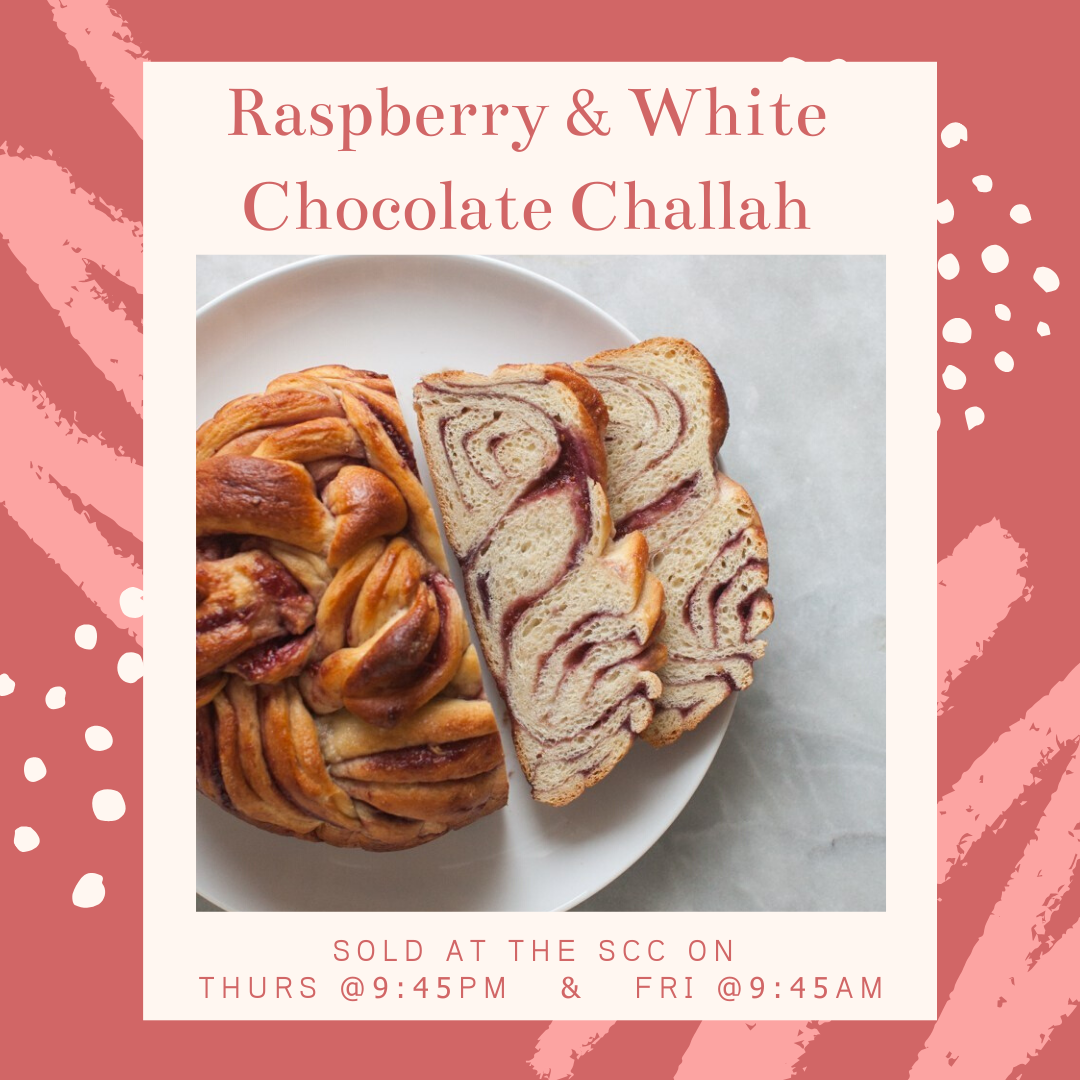 Raspberry & White
Chocolate Challah
SOLD AT THE SCC ON
THURS @9:45PM & FRI @9:45AM